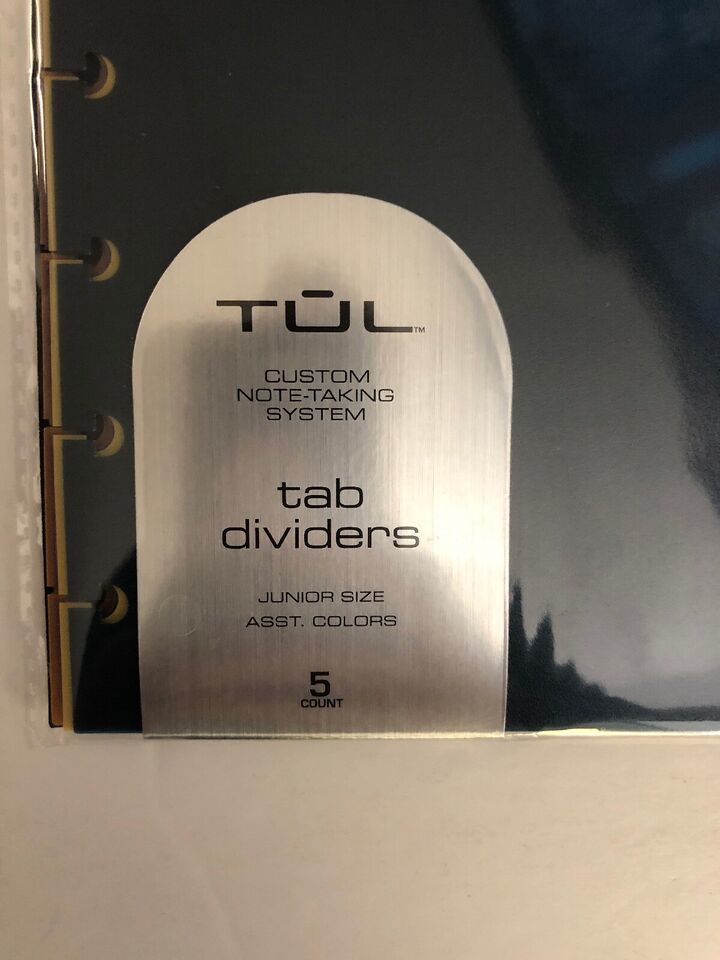 TŪL™
CUSTOM
NOTE-TAKING
SYSTEM
tab
dividers
JUNIOR SIZE
ASST. COLORS
5
COUNT